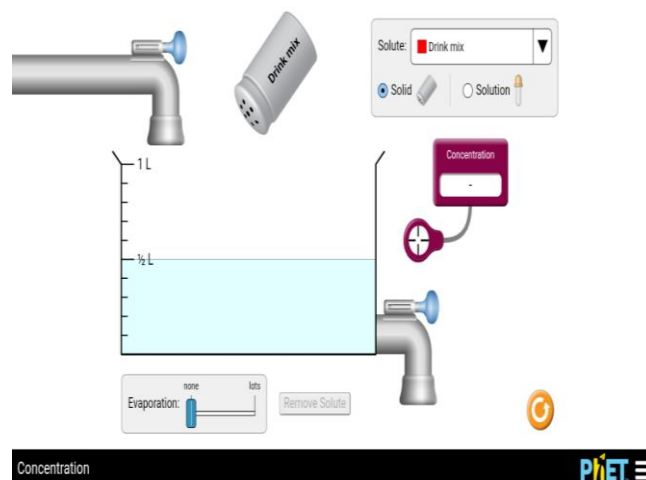 Drink mix
Solute: Drink mix
Solid Solution
Concentration
-
1 L
½ L
none lots
Evaporation:
Remove Solute
Concentration
PhET